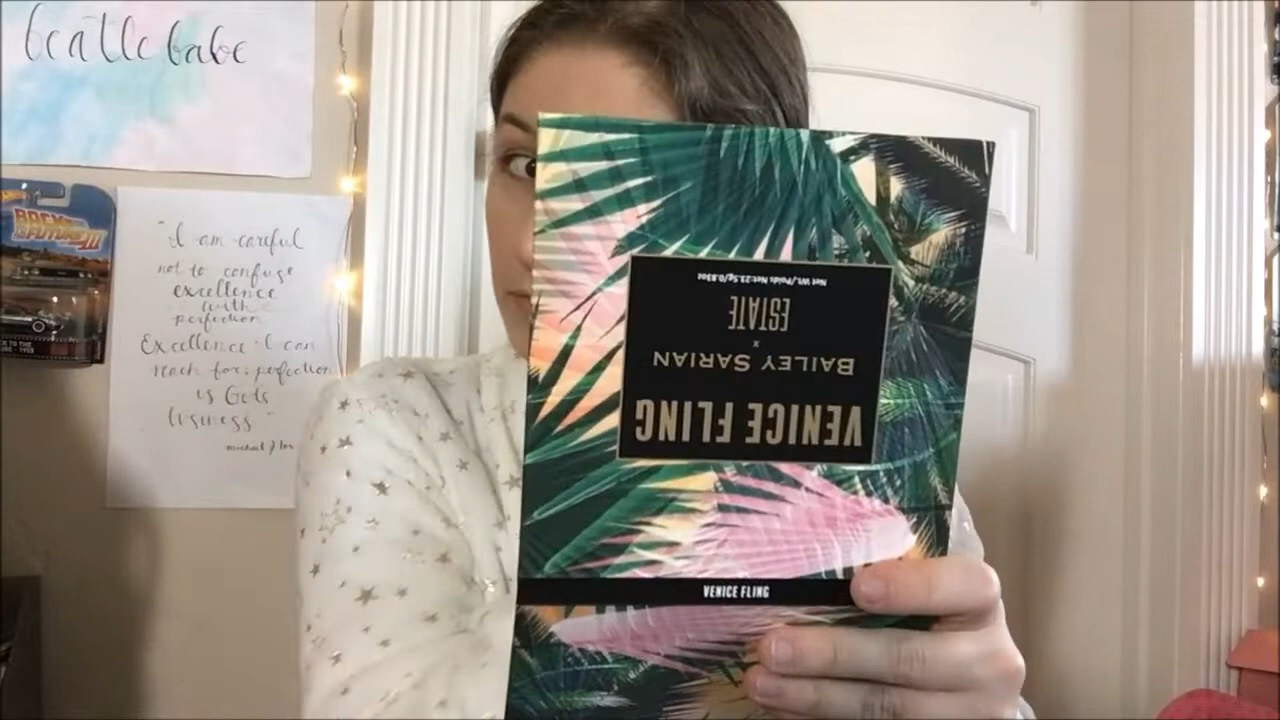 beatle babe
BACK
TO THE
FUTURE III
"I am careful
not to confuse
excellence
with
perfection.
Excellence I can
reach for; perfection
is God's
business"
michael j. fox
VENICE FLING
BAILEY SARIAN
x
ESTATE
Net Wt./Poids Net:23.5g/0.83oz
VENICE FLING